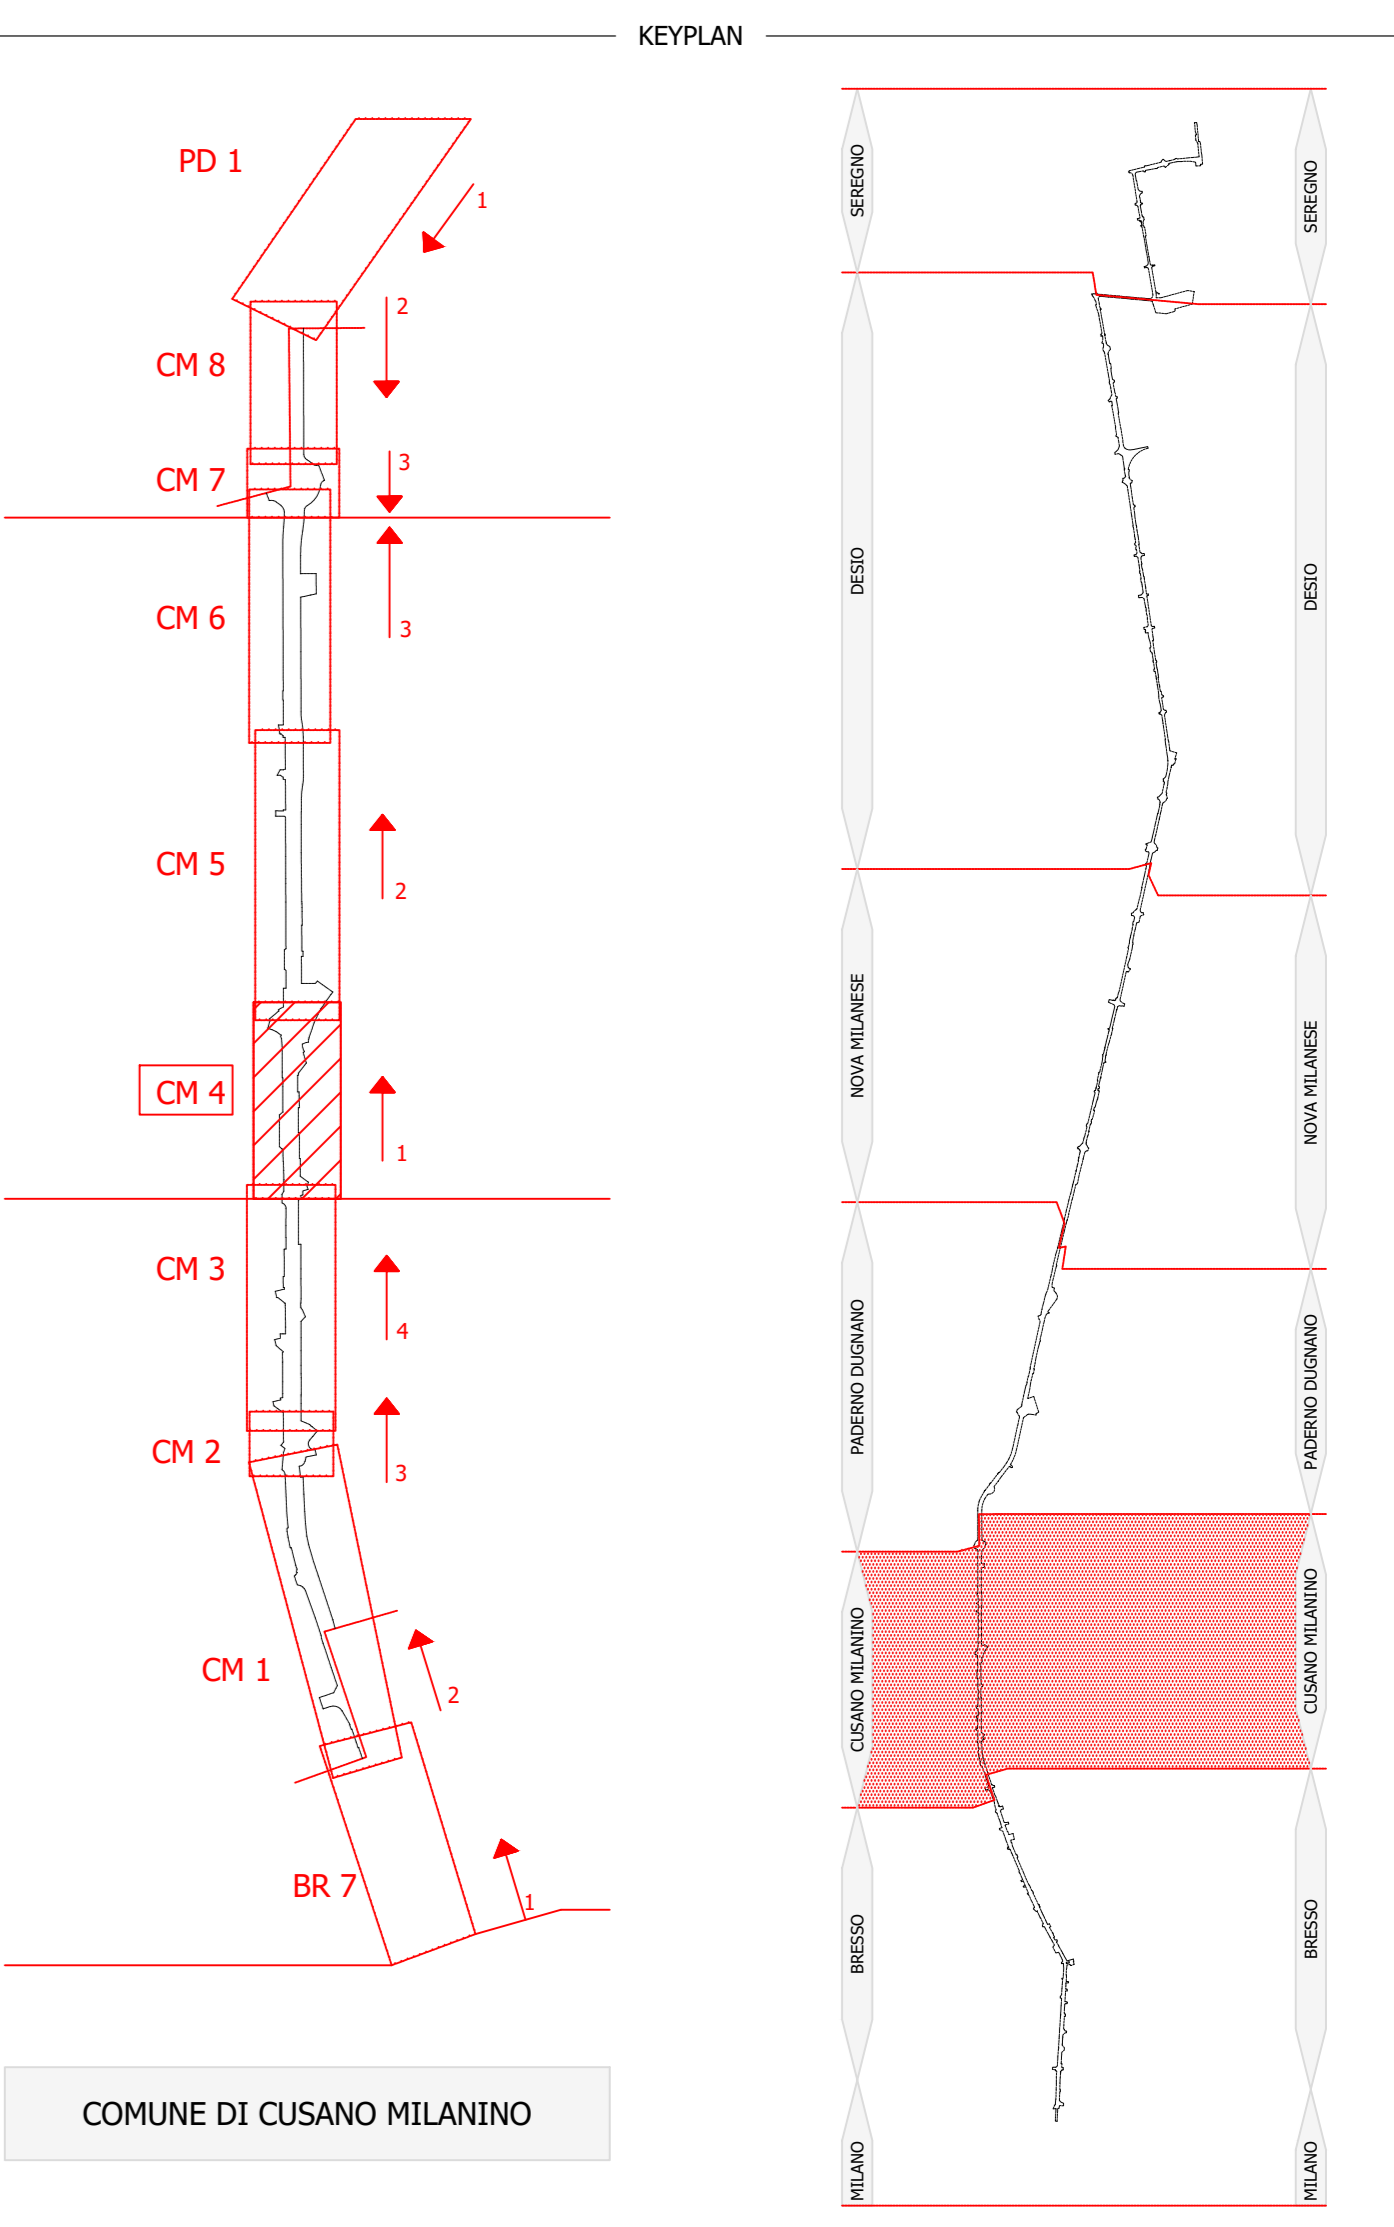 KEYPLAN
PD 1
1
2
CM 8
3
CM 7
CM 6
3
CM 5
2
CM 4
1
CM 3
4
CM 2
3
CM 1
2
BR 7
1
COMUNE DI CUSANO MILANINO
SEREGNO
DESIO
NOVA MILANESE
PADERNO DUGNANO
CUSANO MILANINO
BRESSO
MILANO
SEREGNO
DESIO
NOVA MILANESE
PADERNO DUGNANO
CUSANO MILANINO
BRESSO
MILANO